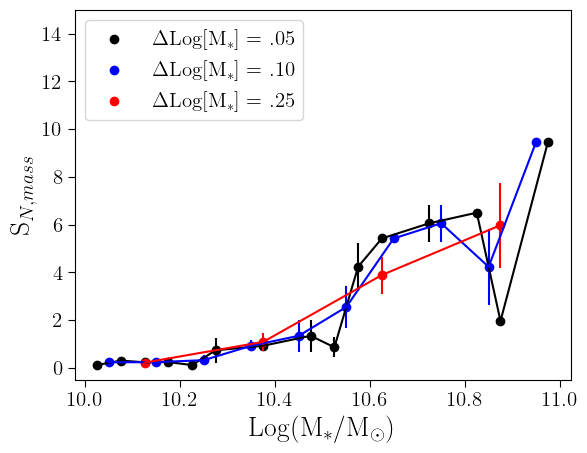 ΔLog[M*] = .05
ΔLog[M*] = .10
ΔLog[M*] = .25
14
12
10
8
6
4
2
0
S_{N,mass}
10.0 10.2 10.4 10.6 10.8 11.0
Log(M*/M⊙)